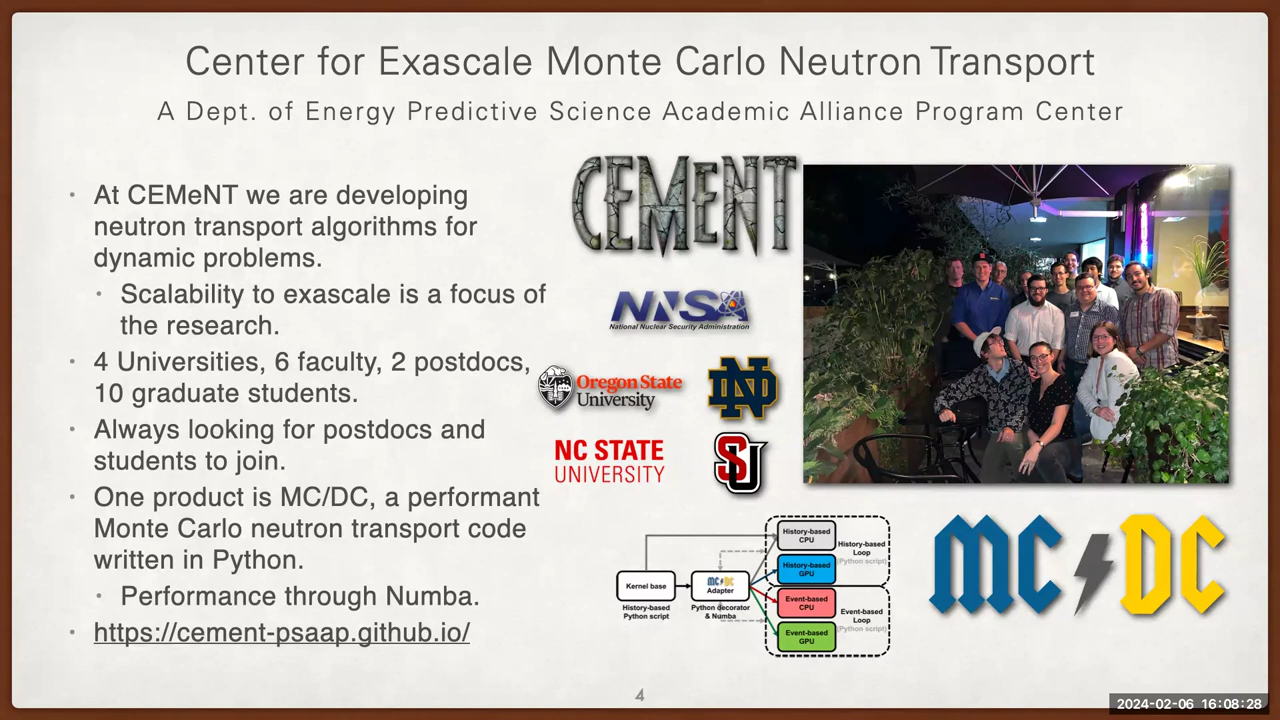 Center for Exascale Monte Carlo Neutron Transport
A Dept. of Energy Predictive Science Academic Alliance Program Center
• At CEMeNT we are developing
neutron transport algorithms for
dynamic problems.
• Scalability to exascale is a focus of
the research.
• 4 Universities, 6 faculty, 2 postdocs,
10 graduate students.
• Always looking for postdocs and
students to join.
• One product is MC/DC, a performant
Monte Carlo neutron transport code
written in Python.
• Performance through Numba.
• https://cement-psaap.github.io/
CEMeNT
NNSA
National Nuclear Security Administration
Oregon State
University
ND
NC STATE
UNIVERSITY
SU
Kernel base
History-based
Python script
MC DC
Adapter
Python decorator
& Numba
History-based
CPU
History-based
GPU
Event-based
CPU
Event-based
GPU
History-based
Loop
(Python script)
Event-based
Loop
(Python script)
MC DC
4
2024-02-06 16:08:28